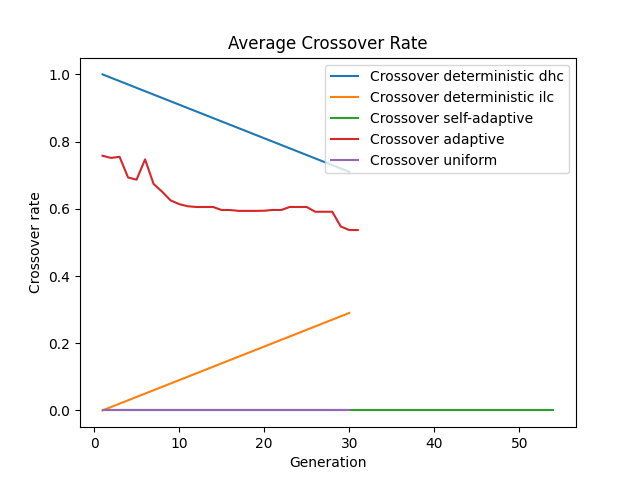 Average Crossover Rate
Crossover deterministic dhc
Crossover deterministic ilc
Crossover self-adaptive
Crossover adaptive
Crossover uniform
Crossover rate
1.0
0.8
0.6
0.4
0.2
0.0
0 10 20 30 40 50
Generation